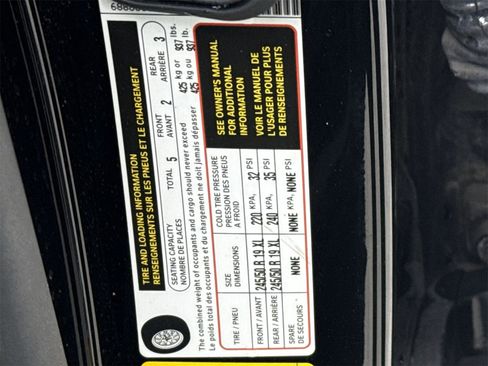 TIRE AND LOADING INFORMATION
RENSEIGNEMENTS SUR LES PNEUS ET LE CHARGEMENT
SEATING CAPACITY
NOMBRE DE PLACES
TOTAL 5
FRONT
AVANT 2
REAR
ARRIÈRE 3
The combined weight of occupants and cargo should never exceed 425 kg or 937 lbs.
Le poids total des occupants et du chargement ne doit jamais dépasser 425 kg ou 937 lb.
TIRE / PNEU
SIZE
DIMENSIONS
COLD TIRE PRESSURE
PRESSION DES PNEUS
A FROID
FRONT / AVANT 245/50 R 19 XL 220 KPA, 32 PSI
REAR / ARRIÈRE 245/50 R 19 XL 240 KPA, 35 PSI
SPARE
DE SECOURS
NONE NONE KPA, NONE PSI
SEE OWNER'S MANUAL
FOR ADDITIONAL
INFORMATION
VOIR LE MANUEL DE
L'USAGER POUR PLUS
DE RENSEIGNEMENTS